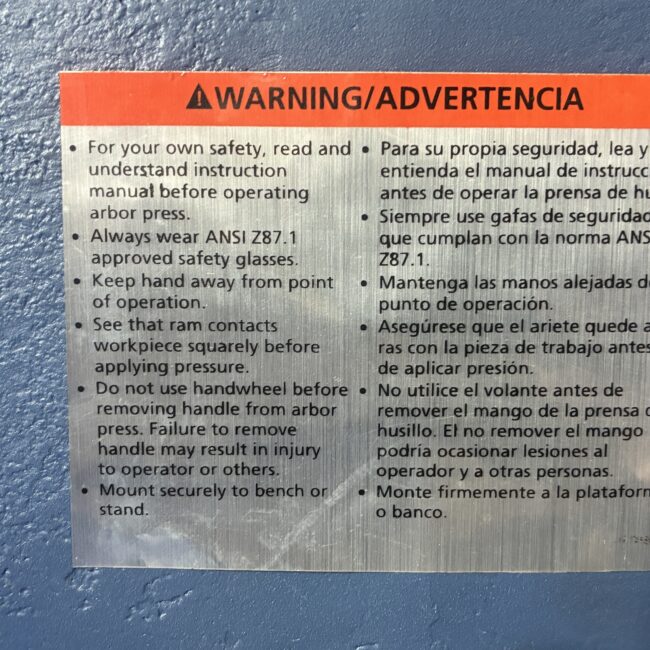 WARNING/ADVERTENCIA
• For your own safety, read and
understand instruction
manual before operating
arbor press.
• Always wear ANSI Z87.1
approved safety glasses.
• Keep hand away from point
of operation.
• See that ram contacts
workpiece squarely before
applying pressure.
• Do not use handwheel before
removing handle from arbor
press. Failure to remove
handle may result in injury
to operator or others.
• Mount securely to bench or
stand.
• Para su propia seguridad, lea y
entienda el manual de
antes de operar la prensa de
• Siempre use gafas de seguridad
que cumplan con la norma
Z87.1.
• Mantenga las manos alejadas
punto de operación.
• Asegúrese que el ariete quede
ras con la pieza de trabajo antes
de aplicar presión.
• No utilice el volante antes de
remover el mango de la prensa
husillo. El no remover el mango
podría ocasionar lesiones al
operador y a otras personas.
• Monte firmemente a la
o banco.